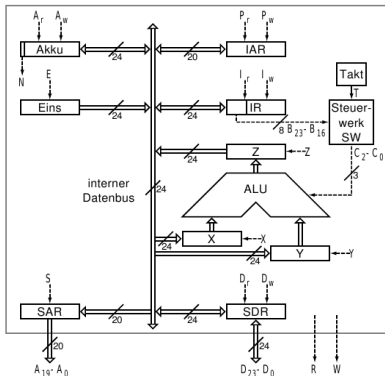 A_r A_w P_r P_w
Akku 24 20 IAR
N
E I_r I_w Takt
T
Eins 24 24 IR Steuer-
werk
SW
8 B_23- B_16
24 Z Z C_2- C_0
3
interner
Datenbus
24
ALU
24 X X
24 Y Y
S D_r D_w
SAR 20 24 SDR
20 24
A_19- A_0 D_23- D_0 R W